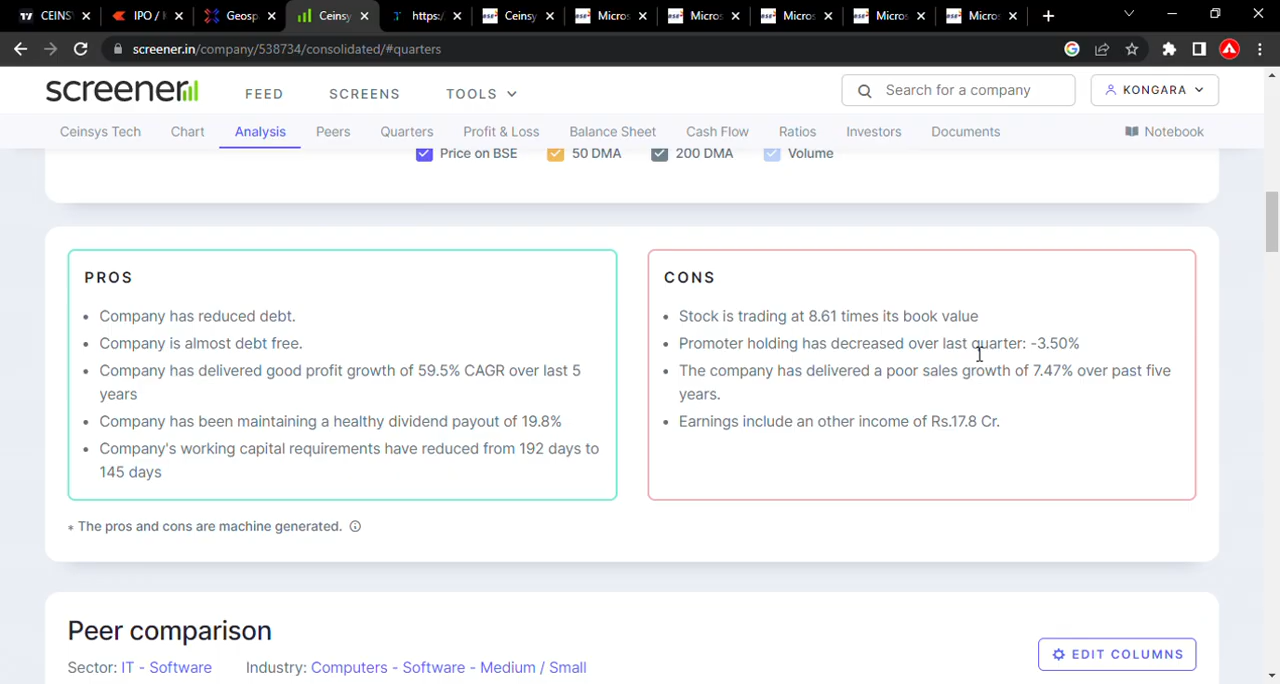 CEINS
IPO /
Geosp
Ceinsy
https:
Ceinsy
Micros
Micros
Micros
Micros
Micros
screener.in/company/538734/consolidated/#quarters
screener
FEED
SCREENS
TOOLS
Search for a company
KONGARA
Ceinsys Tech
Chart
Analysis
Peers
Quarters
Profit & Loss
Balance Sheet
Cash Flow
Ratios
Investors
Documents
Notebook
Price on BSE
50 DMA
200 DMA
Volume
PROS
Company has reduced debt.
Company is almost debt free.
Company has delivered good profit growth of 59.5% CAGR over last 5
years
Company has been maintaining a healthy dividend payout of 19.8%
Company's working capital requirements have reduced from 192 days to
145 days
CONS
Stock is trading at 8.61 times its book value
Promoter holding has decreased over last quarter: -3.50%
The company has delivered a poor sales growth of 7.47% over past five
years.
Earnings include an other income of Rs.17.8 Cr.
* The pros and cons are machine generated.
Peer comparison
Sector: IT - Software
Industry: Computers - Software - Medium / Small
EDIT COLUMNS